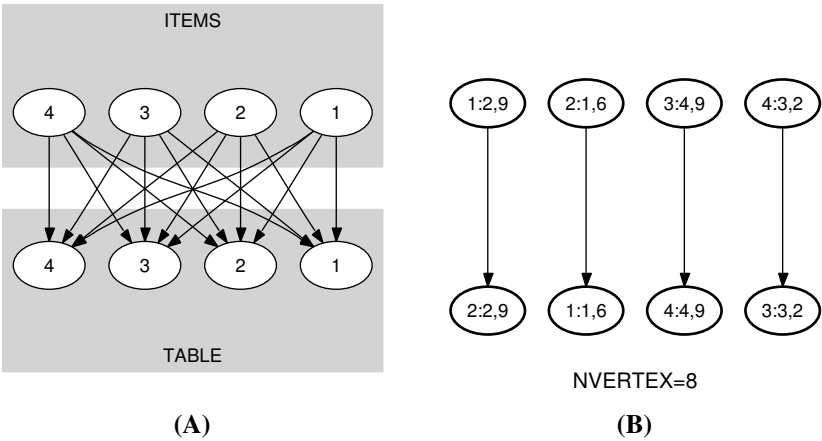 ITEMS
4 3 2 1
4 3 2 1
TABLE
(A)
1:2,9 2:1,6 3:4,9 4:3,2
2:2,9 1:1,6 4:4,9 3:3,2
NVERTEX=8
(B)